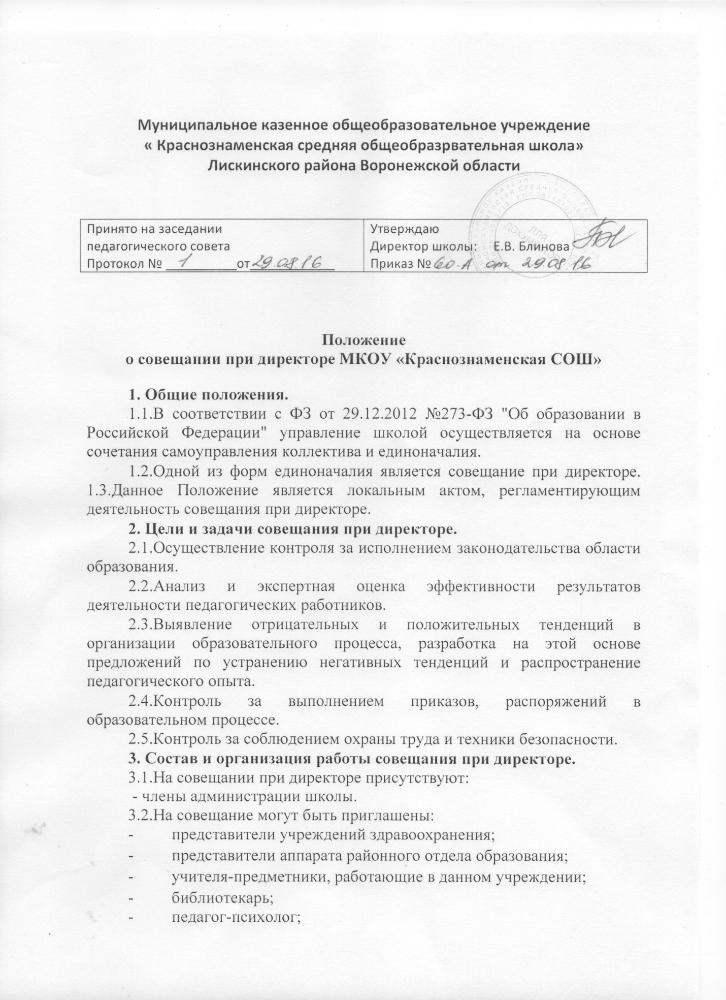 Муниципальное казенное общеобразовательное учреждение
« Краснознаменская средняя общеобразрвательная школа»
Лискинского района Воронежской области
Принято на заседании
педагогического совета
Протокол № 1 от 29.08.16
Утверждаю
Директор школы: Е.В. Блинова
Приказ № 60-А от 29.08 16
ДЛЯ
ДОКУМЕНТОВ
Положение
о совещании при директоре МКОУ «Краснознаменская СОШ»
1. Общие положения.
1.1.В соответствии с ФЗ от 29.12.2012 №273-ФЗ "Об образовании в
Российской Федерации" управление школой осуществляется на основе
сочетания самоуправления коллектива и единоначалия.
1.2.Одной из форм единоначалия является совещание при директоре.
1.3.Данное Положение является локальным актом, регламентирующим
деятельность совещания при директоре.
2. Цели и задачи совещания при директоре.
2.1.Осуществление контроля за исполнением законодательства области
образования.
2.2.Анализ и экспертная оценка эффективности результатов
деятельности педагогических работников.
2.3.Выявление отрицательных и положительных тенденций в
организации образовательного процесса, разработка на этой основе
предложений по устранению негативных тенденций и распространение
педагогического опыта.
2.4.Контроль за выполнением приказов, распоряжений в
образовательном процессе.
2.5.Контроль за соблюдением охраны труда и техники безопасности.
3. Состав и организация работы совещания при директоре.
3.1.На совещании при директоре присутствуют:
- члены администрации школы.
3.2.На совещание могут быть приглашены:
- представители учреждений здравоохранения;
- представители аппарата районного отдела образования;
- учителя-предметники, работающие в данном учреждении;
- библиотекарь;
- педагог-психолог;